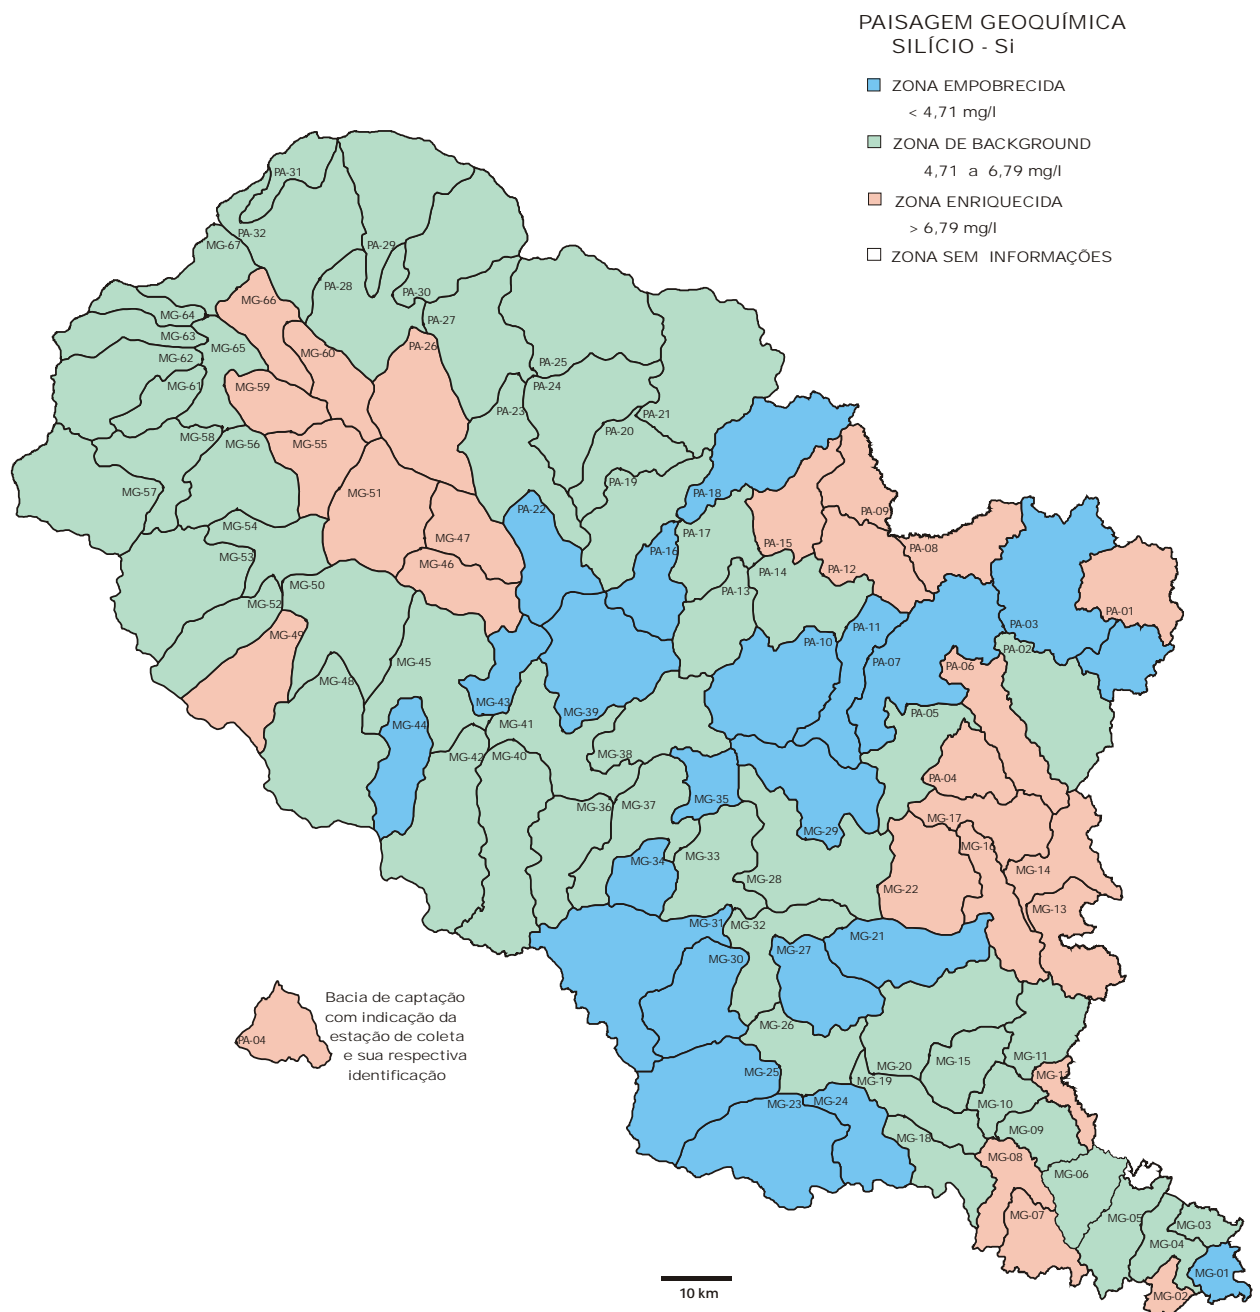 PAISAGEM GEOQUÍMICA
SILÍCIO - Si
ZONA EMPOBRECIDA
< 4,71 mg/l
ZONA DE BACKGROUND
4,71 a 6,79 mg/l
ZONA ENRIQUECIDA
> 6,79 mg/l
ZONA SEM INFORMAÇÕES
PA-31
PA-32
MG-67
PA-29
PA-28
PA-30
MG-66
MG-64
PA-27
MG-63
PA-26
MG-65
MG-60
MG-62
PA-25
MG-61
MG-59
PA-24
PA-23
PA-21
PA-20
MG-58
MG-56
MG-55
PA-19
MG-57
MG-51
PA-18
PA-22
PA-09
MG-54
PA-17
MG-47
PA-15
PA-08
PA-16
MG-53
MG-46
PA-14
PA-12
MG-50
PA-13
MG-52
PA-01
MG-49
PA-11
PA-03
PA-10
PA-02
MG-45
PA-07
PA-06
MG-48
MG-43
MG-39
PA-05
MG-44
MG-41
MG-42
MG-40
MG-38
PA-04
MG-35
MG-36
MG-37
MG-17
MG-29
MG-16
MG-33
MG-34
MG-14
MG-28
MG-22
MG-13
MG-31
MG-32
MG-21
MG-27
MG-30
MG-26
Bacia de captação
com indicação da
estação de coleta
e sua respectiva
identificação
PA-04
MG-11
MG-15
MG-20
MG-25
MG-12
MG-19
MG-23
MG-24
MG-10
MG-09
MG-18
MG-08
MG-06
MG-07
MG-05
MG-03
MG-04
MG-01
MG-02
10 km